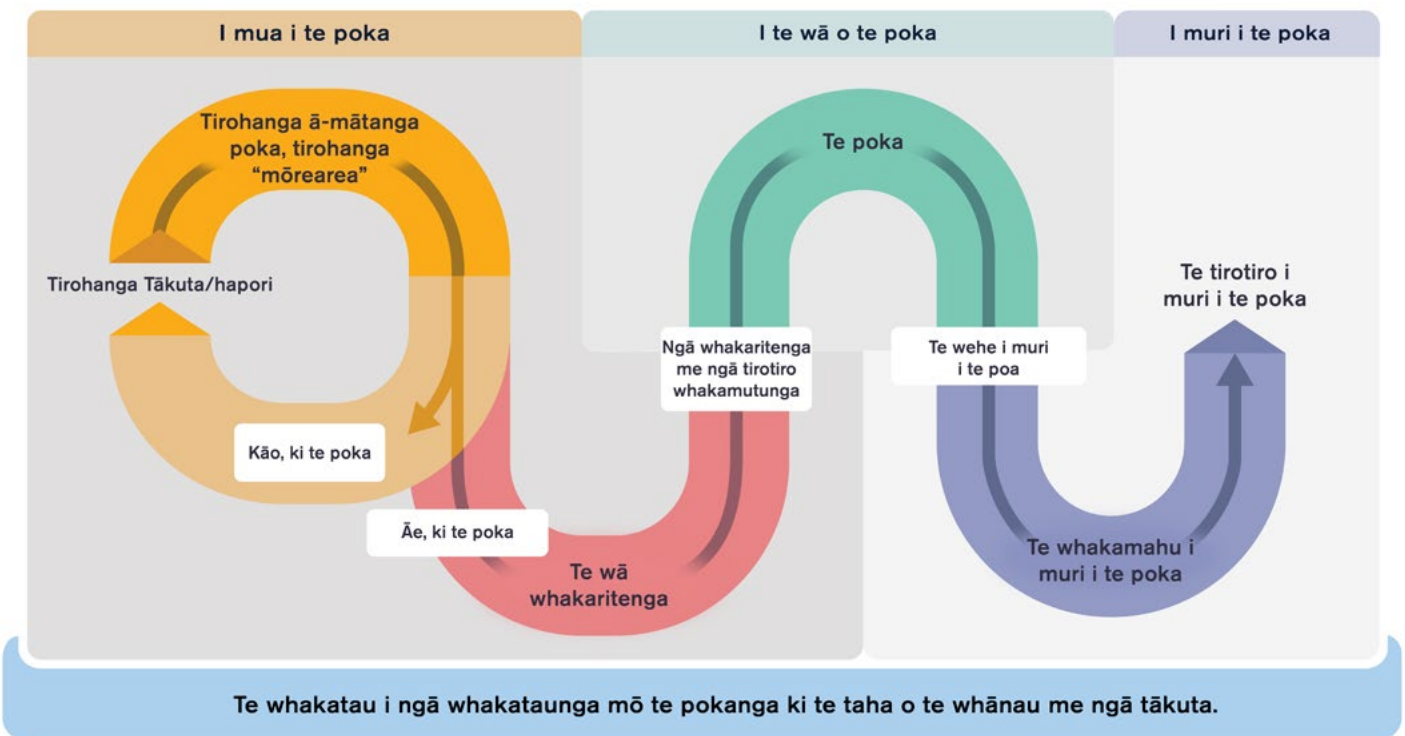 I mua i te poka
I te wā o te poka
I muri i te poka
Tirohanga ā-mātanga
poka, tirohanga
“mōrearea”
Tirohanga Tākuta/hapori
Kāo, ki te poka
Āe, ki te poka
Te wā
whakaritenga
Ngā whakaritenga
me ngā tirotiro
whakamutunga
Te poka
Te wehe i muri
i te poa
Te whakamahu i
muri i te poka
Te tirotiro i
muri i te poka
Te whakatau i ngā whakataunga mō te pokanga ki te taha o te whānau me ngā tākuta.